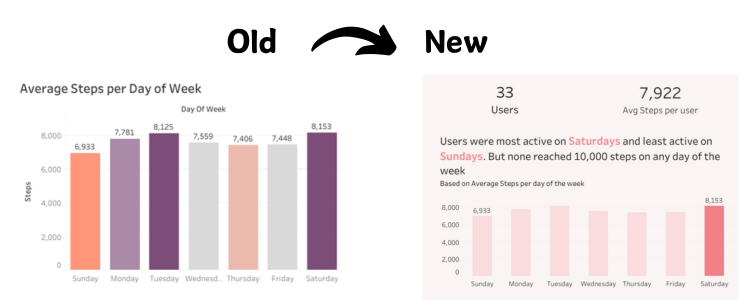 Old
New
Average Steps per Day of Week
Day Of Week
Steps
8,000
6,000
4,000
2,000
0
6,933
7,781
8,125
7,559
7,406
7,448
8,153
Sunday
Monday
Tuesday
Wednesd..
Thursday
Friday
Saturday
33
Users
7,922
Avg Steps per user
Users were most active on Saturdays and least active on
Sundays. But none reached 10,000 steps on any day of the
week
Based on Average Steps per day of the week
8,000
6,000
4,000
2,000
0
6,933
8,153
Sunday
Monday
Tuesday
Wednesday
Thursday
Friday
Saturday